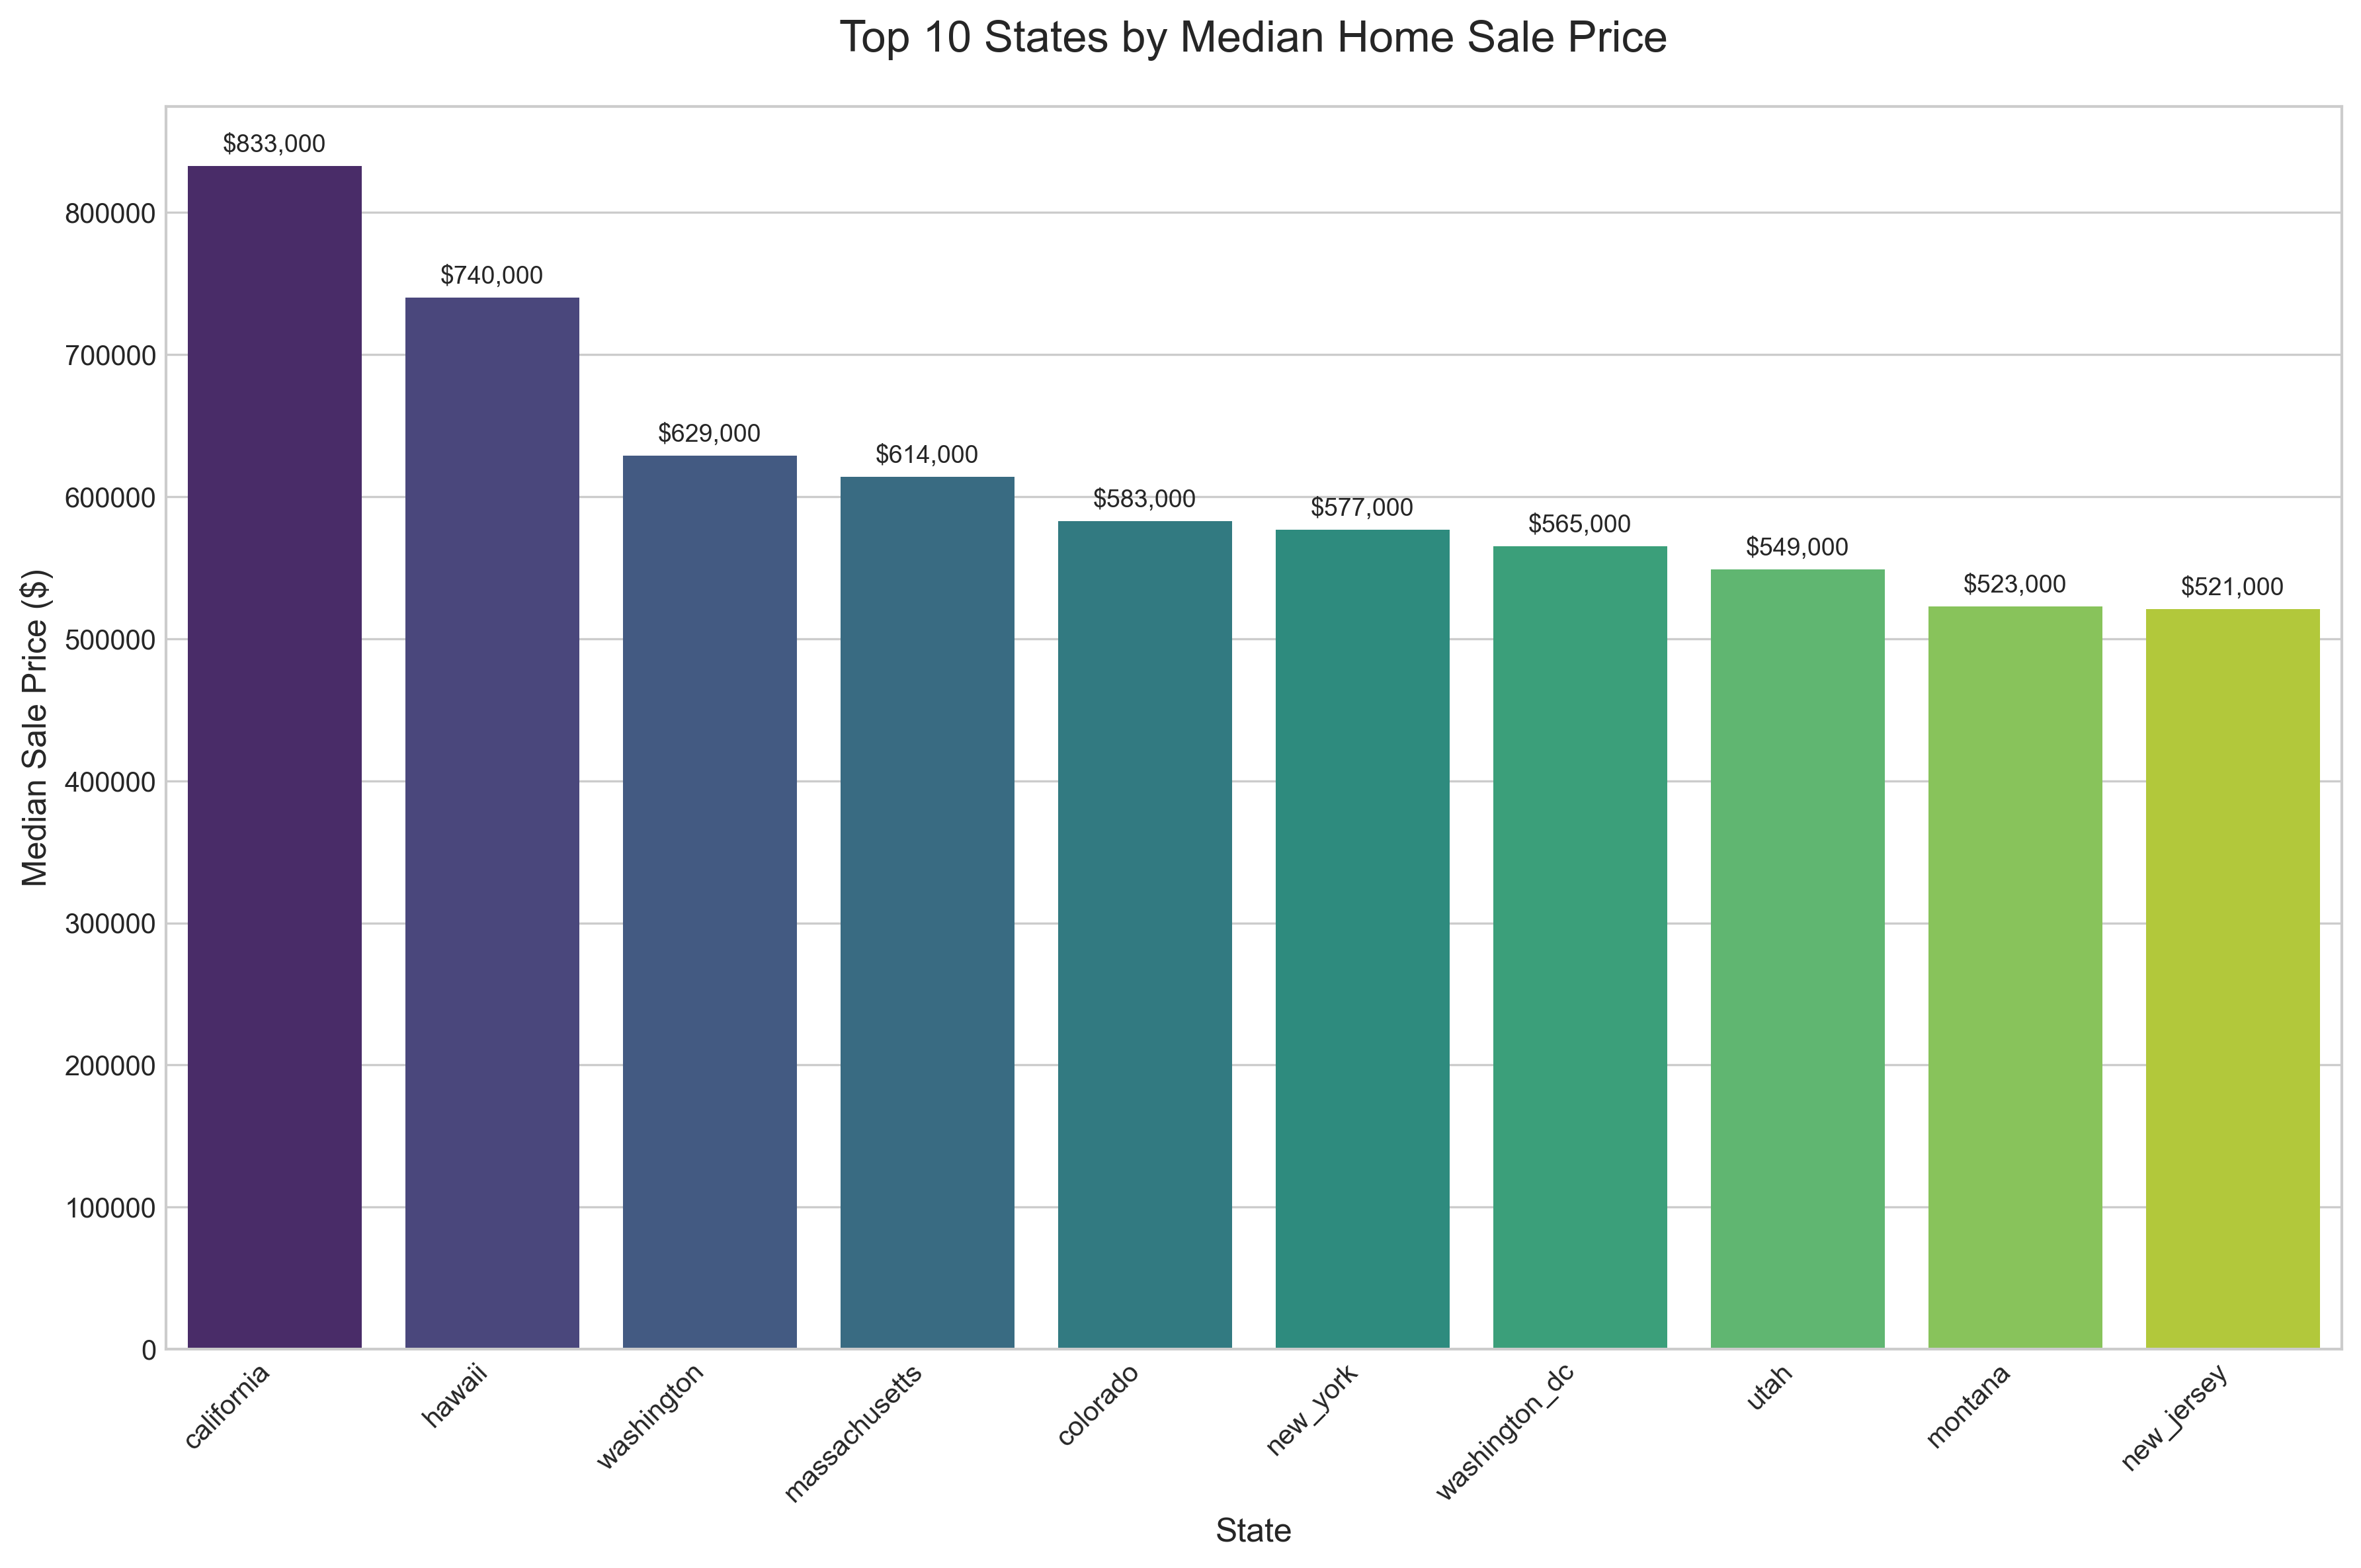 Top 10 States by Median Home Sale Price
$833,000
$740,000
$629,000
$614,000
$583,000
$577,000
$565,000
$549,000
$523,000
$521,000
Median Sale Price ($)
800000
700000
600000
500000
400000
300000
200000
100000
0
california
hawaii
washington
massachusetts
colorado
new_york
washington_dc
utah
montana
new_jersey
State